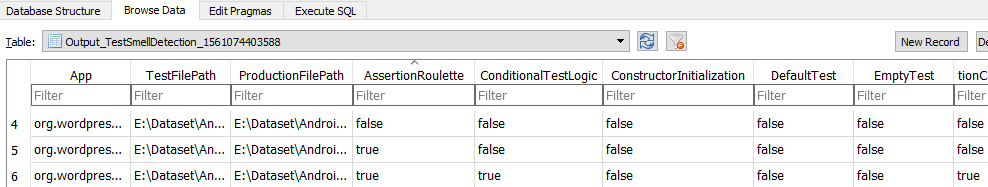 Database Structure Browse Data Edit Pragmas Execute SQL
Table: Output_TestSmellDetection_1561074403588 New Record De
App TestFilePath ProductionFilePath AssertionRoulette ConditionalTestLogic ConstructorInitialization DefaultTest EmptyTest tionCa
Filter Filter Filter Filter Filter Filter Filter Filter Filter
4 org.wordpres... E:\Dataset\An... E:\Dataset\Androi... false false false false false false
5 org.wordpres... E:\Dataset\An... E:\Dataset\Androi... true false false false false false
6 org.wordpres... E:\Dataset\An... E:\Dataset\Androi... true true false false false true